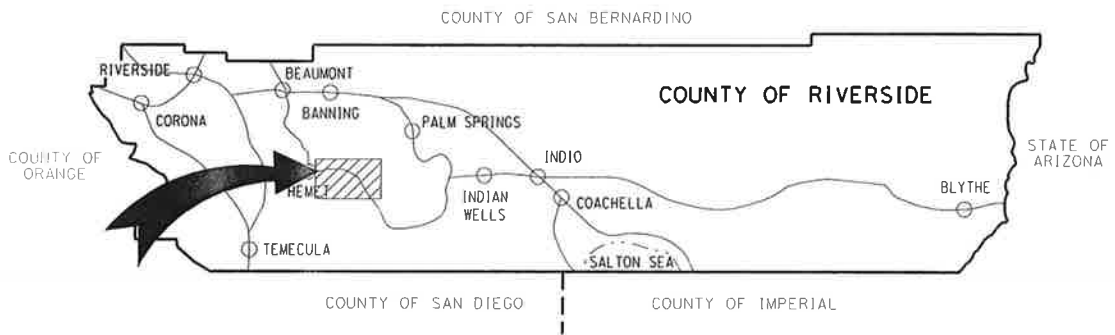 COUNTY OF SAN BERNARDINO
RIVERSIDE
BEAUMONT
BANNING
COUNTY OF RIVERSIDE
CORONA
PALM SPRINGS
COUNTY OF
ORANGE
STATE OF
ARIZONA
INDIO
HEMET
INDIAN
WELLS
COACHELLA
BLYTHE
TEMECULA
SALTON SEA
COUNTY OF SAN DIEGO
COUNTY OF IMPERIAL